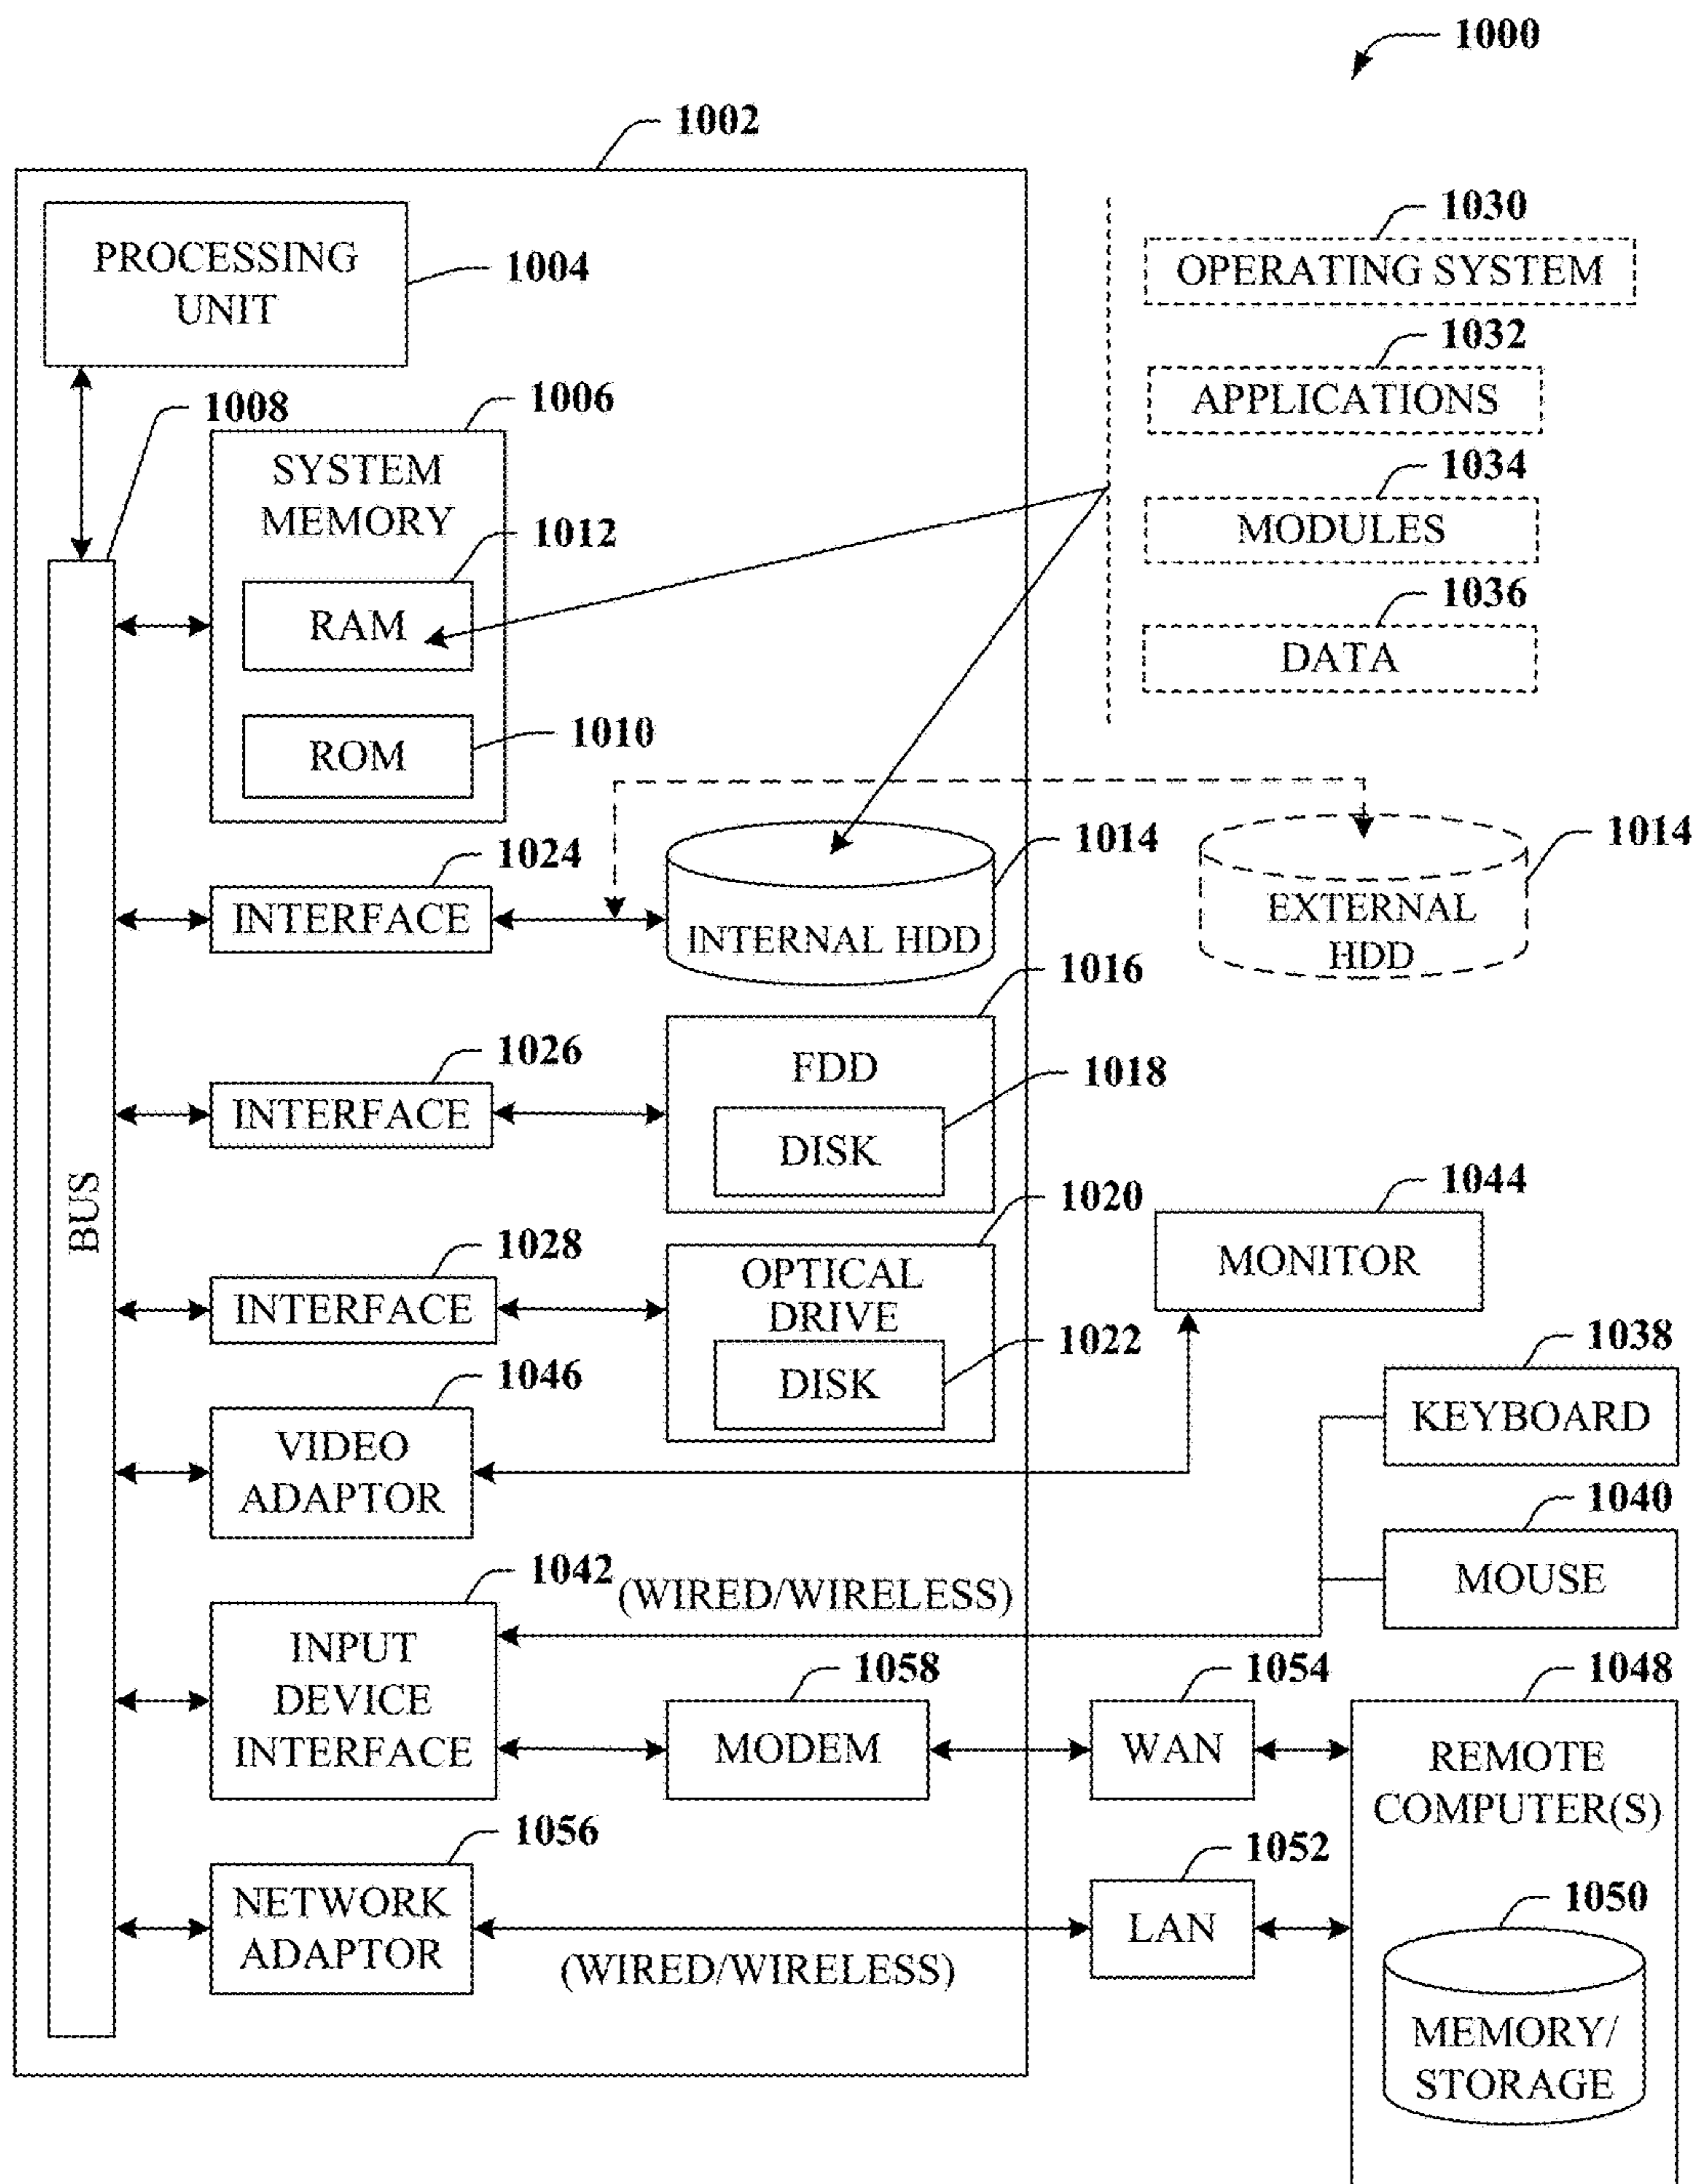 1000
1002
PROCESSING
UNIT
1004
1008
1006
SYSTEM
MEMORY
1012
RAM
ROM
1010
1030
OPERATING SYSTEM
1032
APPLICATIONS
1034
MODULES
1036
DATA
1024
INTERFACE
1014
INTERNAL HDD
1014
EXTERNAL
HDD
1026
INTERFACE
1016
FDD
1018
DISK
BUS
1028
INTERFACE
1020
OPTICAL
DRIVE
1022
DISK
1044
MONITOR
1046
VIDEO
ADAPTOR
1038
KEYBOARD
1040
MOUSE
1042
(WIRED/WIRELESS)
INPUT
DEVICE
INTERFACE
1058
MODEM
1054
WAN
1048
REMOTE
COMPUTER(S)
1056
NETWORK
ADAPTOR
(WIRED/WIRELESS)
1052
LAN
1050
MEMORY/
STORAGE